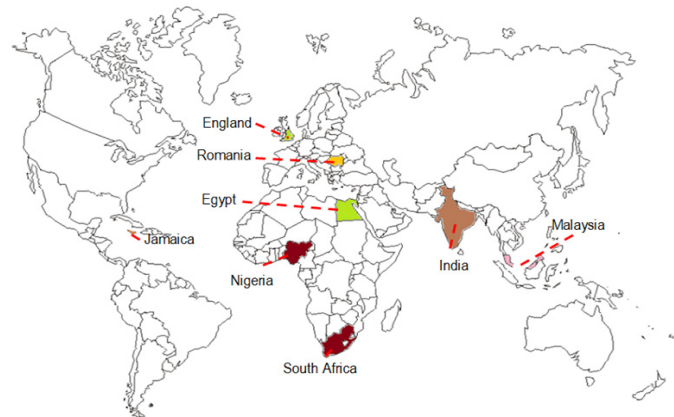 England
Romania
Egypt
Jamaica
Malaysia
Nigeria
India
South Africa